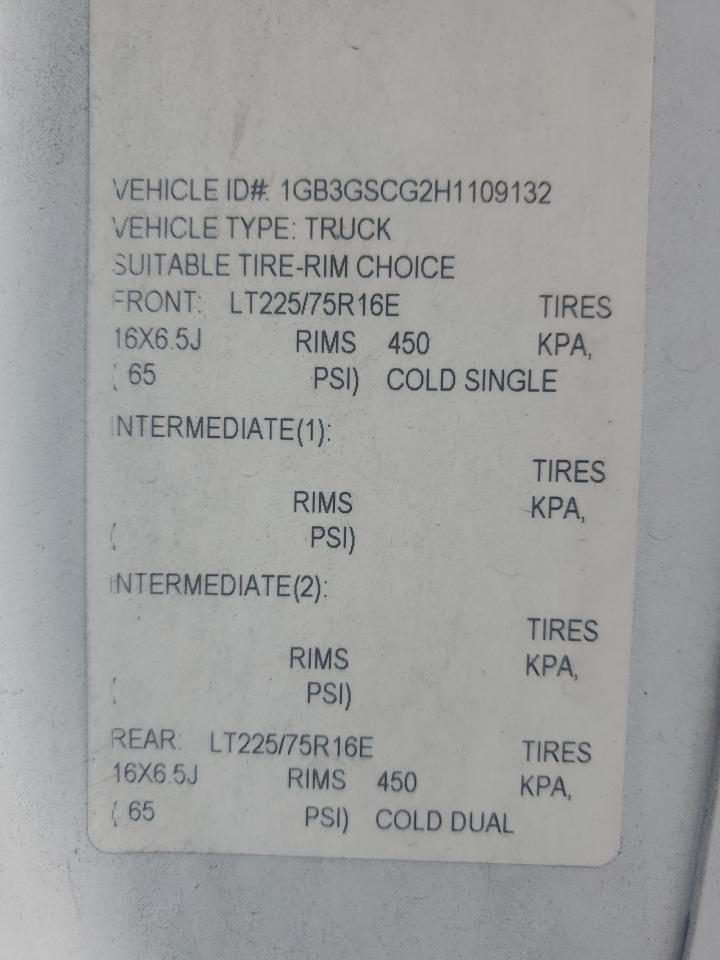 VEHICLE ID#: 1GB3GSCG2H1109132
VEHICLE TYPE: TRUCK
SUITABLE TIRE-RIM CHOICE
FRONT: LT225/75R16E TIRES
16X6.5J RIMS 450 KPA,
( 65 PSI) COLD SINGLE
INTERMEDIATE(1):
TIRES
RIMS KPA,
( PSI)
INTERMEDIATE(2):
TIRES
RIMS KPA,
( PSI)
REAR: LT225/75R16E TIRES
16X6.5J RIMS 450 KPA,
( 65 PSI) COLD DUAL